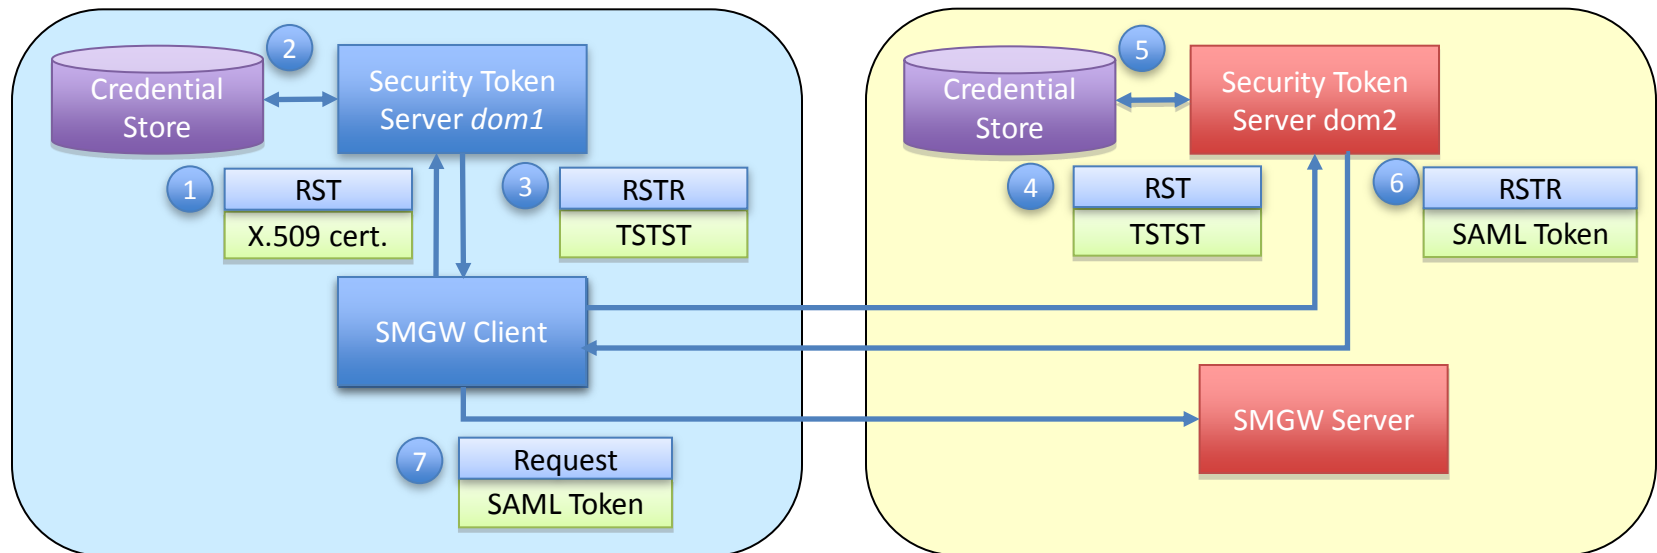 2
Credential
Store
Security Token
Server dom1
1
RST
X.509 cert.
3
RSTR
TSTST
SMGW Client
7
Request
SAML Token
5
Credential
Store
Security Token
Server dom2
4
RST
TSTST
6
RSTR
SAML Token
SMGW Server